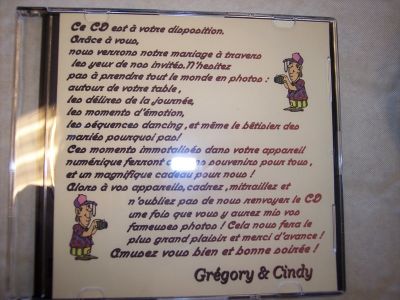 Ce CD est à votre disposition.
Grâce à vous,
nous verrons notre mariage à travers
les yeux de nos invités.N'hesitez
pas à prendre tout le monde en photos :
autour de votre table,
les délires de la journée,
les moments d'émotion,
les séquences dancing ,et même le bêtisier des
mariés pourquoi pas!
Ces moments immotalisés dans votre appareil
numérique ferront souvenirs pour tous ,
et un magnifique cadeau pour nous !
Alors à vos appareils,cadrez ,mitraillez et
n'oubliez pas de nous renvoyer le CD
une fois que vous y aurez mis vos
fameuses photos ! Cela nous fera le
plus grand plaisir et merci d'avance !
Amusez vous bien et bonne soirée !
Grégory & Cindy